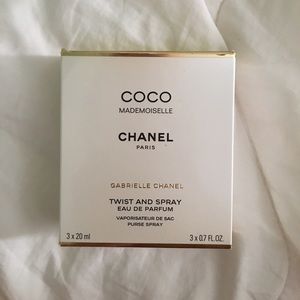 COCO
MADEMOISELLE
CHANEL
PARIS
GABRIELLE CHANEL
TWIST AND SPRAY
EAU DE PARFUM
VAPORISATEUR DE SAC
PURSE SPRAY
3 x 20 ml 3 x 0.7 FL. OZ.